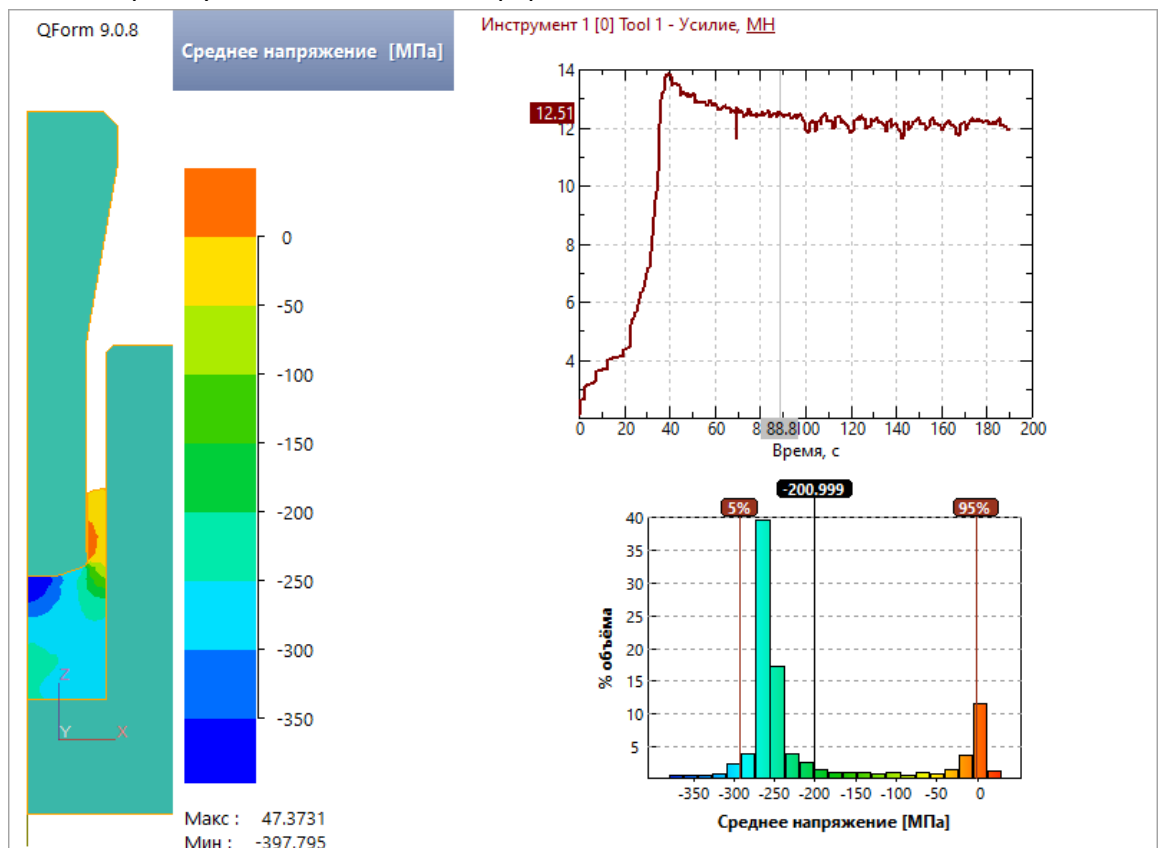 QForm 9.0.8
Среднее напряжение [МПа]
0
-50
-100
-150
-200
-250
-300
-350
Z
Y
X
Макс : 47.3731
Мин : -397.795
Инструмент 1 [0] Tool 1 - Усилие, МН
14
12.51
12
10
8
6
4
0 20 40 60 8 88.8 100 120 140 160 180 200
Время, с
-200.999
5% 95%
40
35
30
25
20
15
10
5
% объёма
-350 -300 -250 -200 -150 -100 -50 0
Среднее напряжение [МПа]